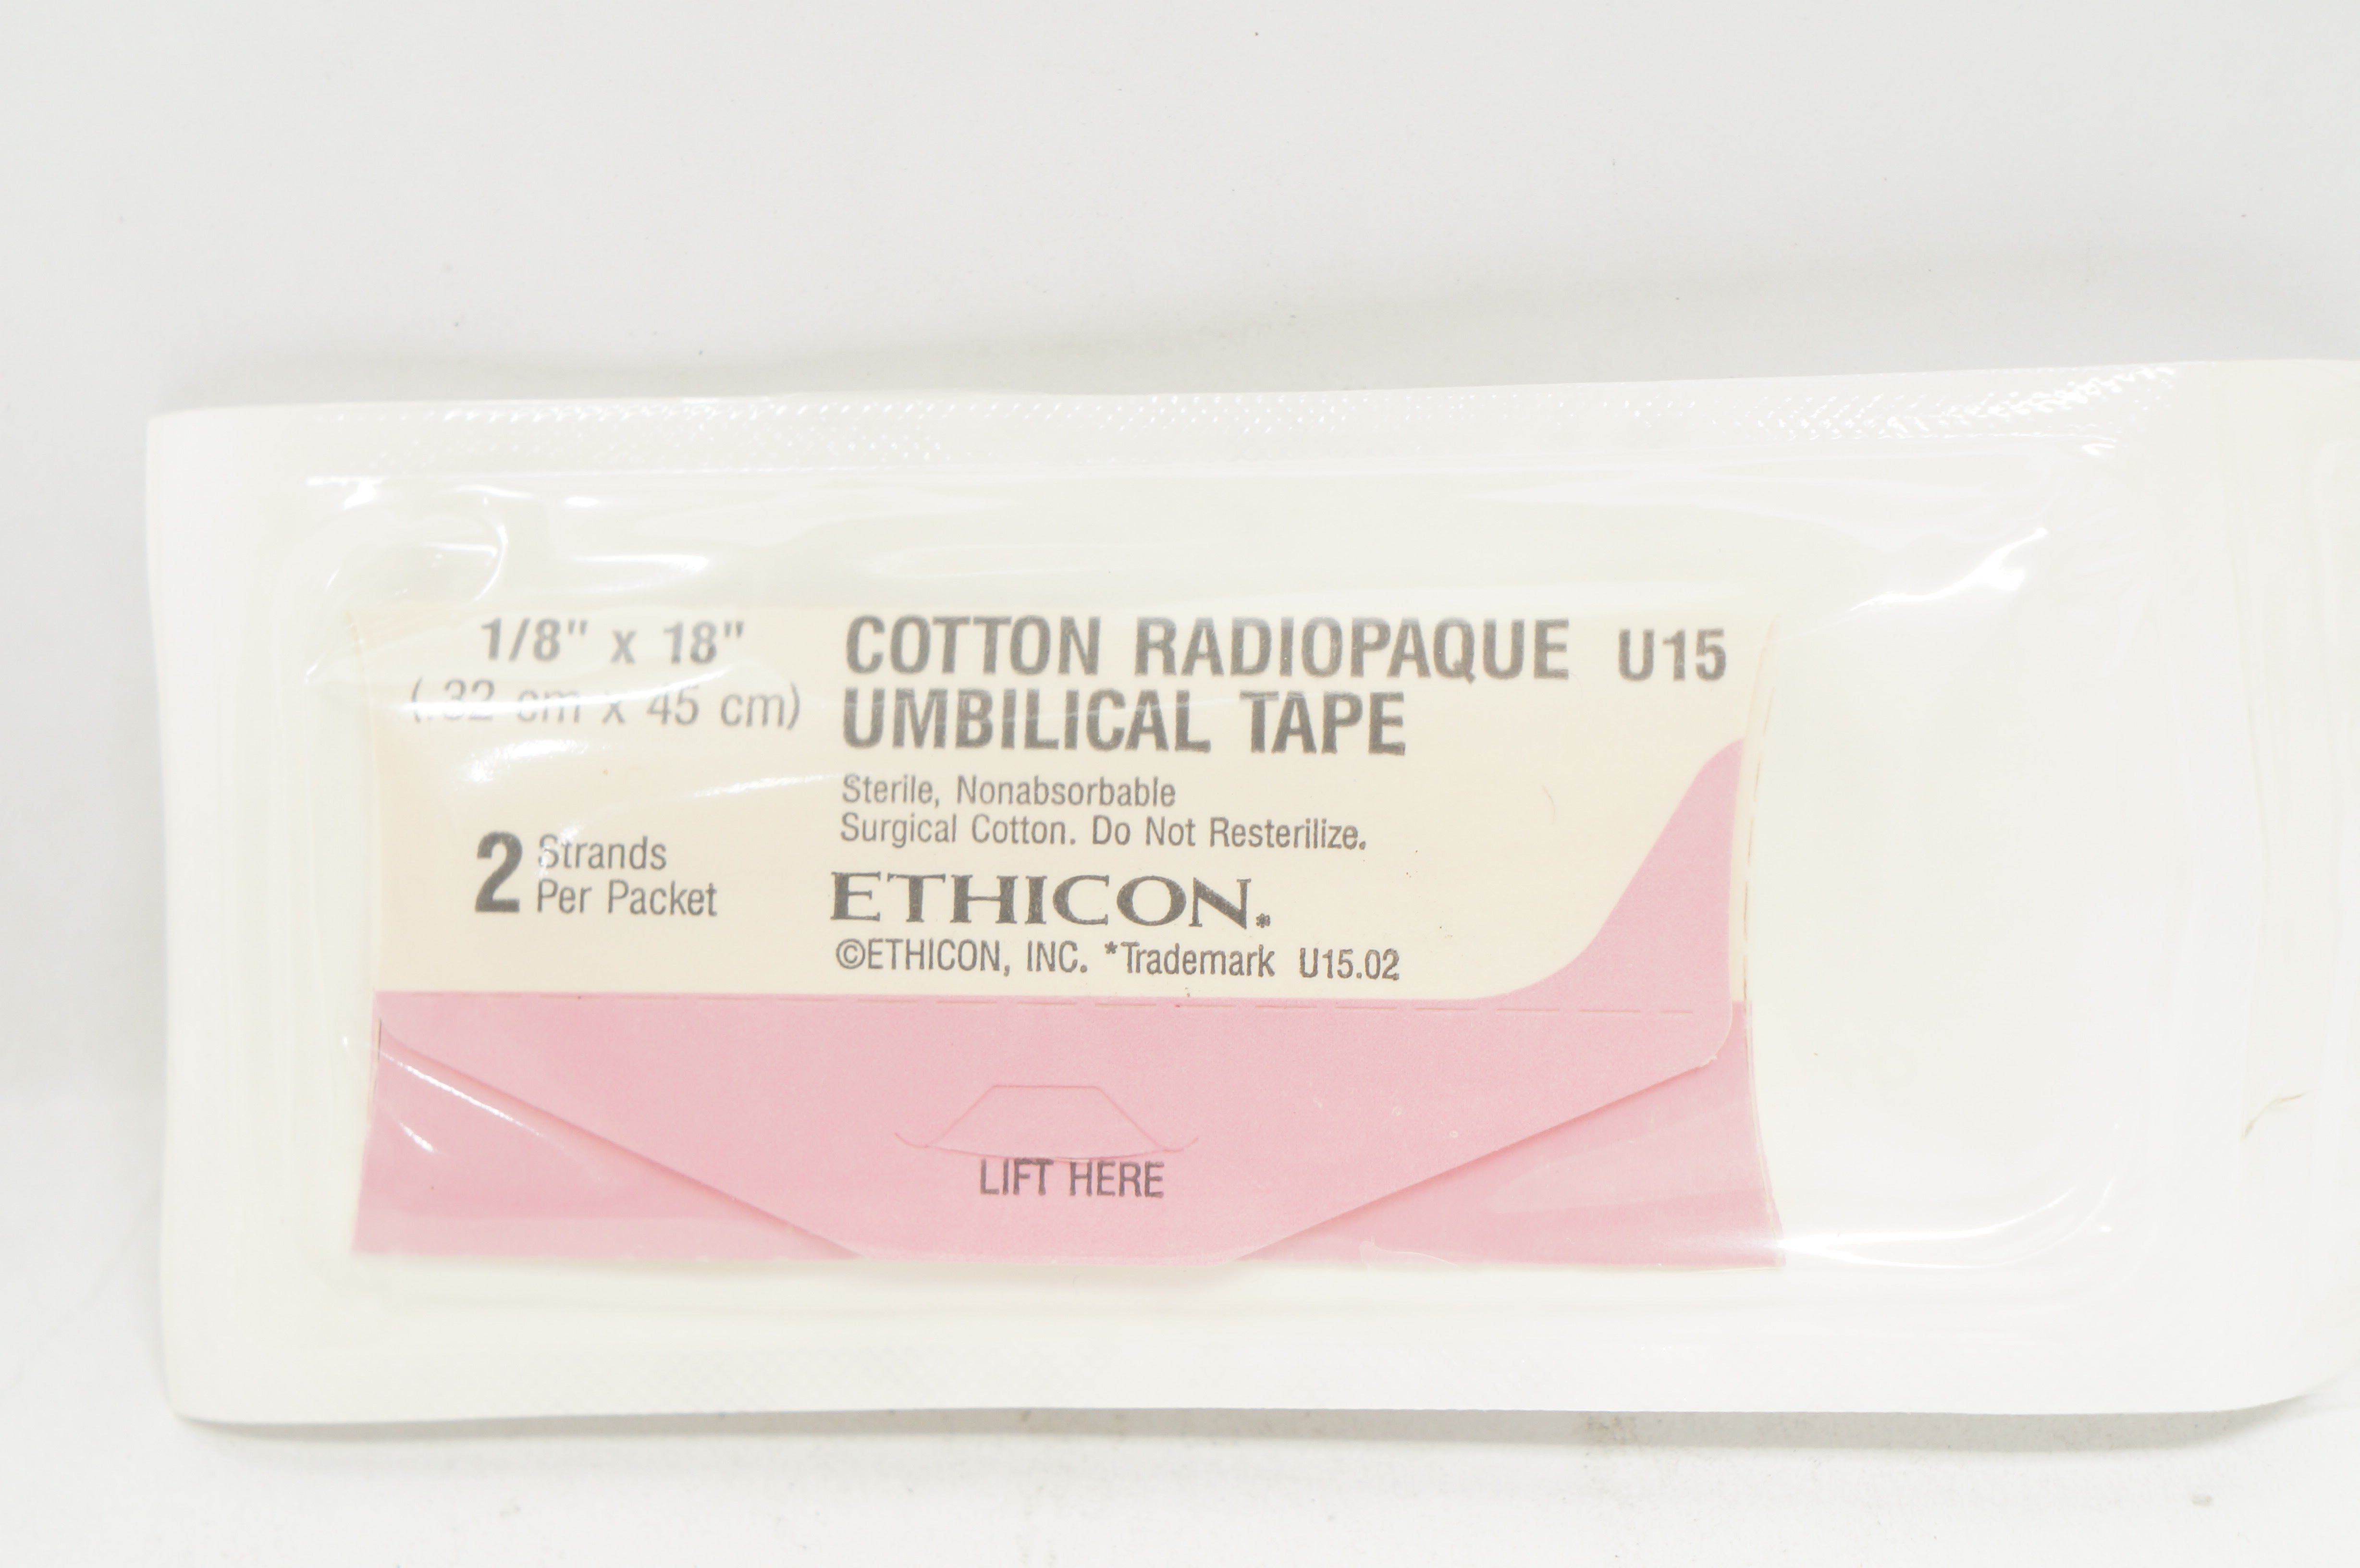 1/8" x 18"
(.32 cm x 45 cm)
2 Strands
Per Packet
COTTON RADIOPAQUE U15
UMBILICAL TAPE
Sterile, Nonabsorbable
Surgical Cotton. Do Not Resterilize.
ETHICON.*
©ETHICON, INC. *Trademark U15.02
LIFT HERE